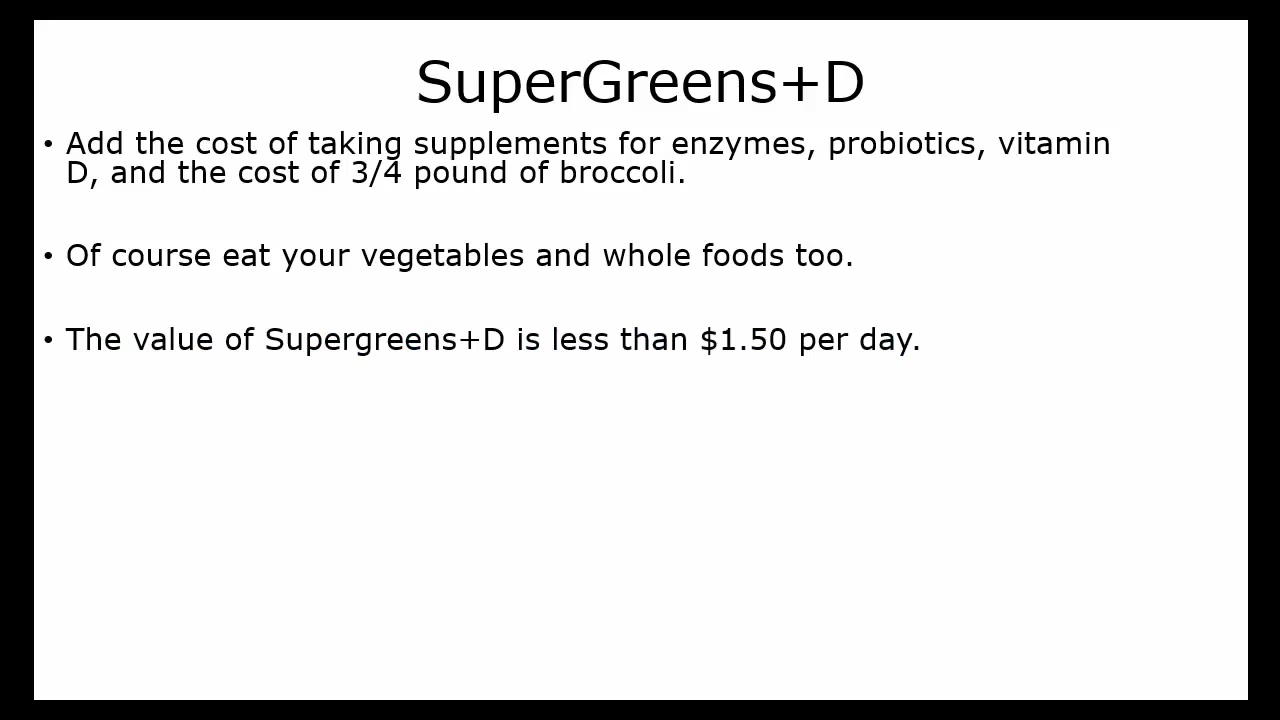 SuperGreens+D
• Add the cost of taking supplements for enzymes, probiotics, vitamin
D, and the cost of 3/4 pound of broccoli.
• Of course eat your vegetables and whole foods too.
• The value of Supergreens+D is less than $1.50 per day.